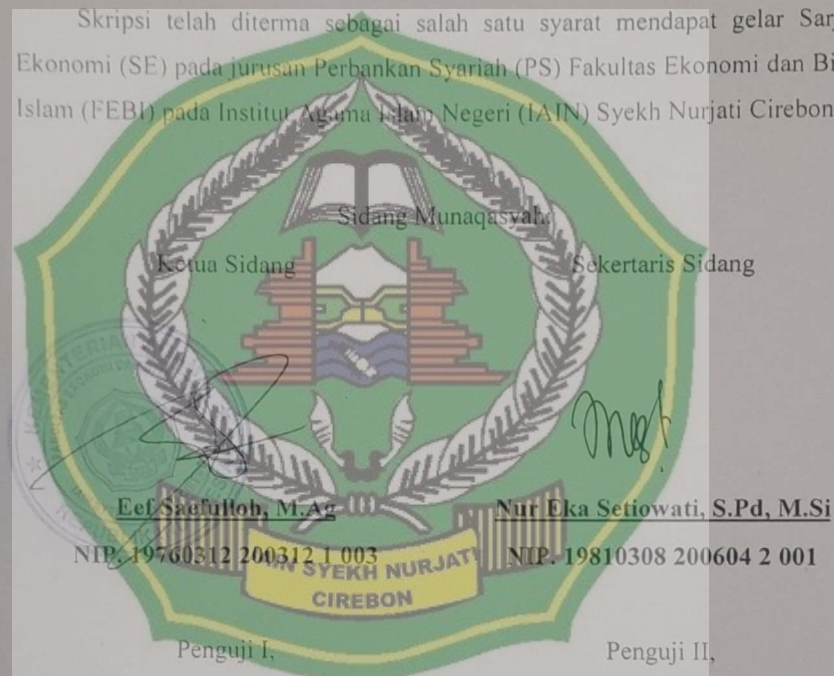 Skripsi telah diterma sebagai salah satu syarat mendapat gelar Sar
Ekonomi (SE) pada jurusan Perbankan Syariah (PS) Fakultas Ekonomi dan Bi
Islam (FEBI) pada Institut Agama Islam Negeri (IAIN) Syekh Nurjati Cirebon
Sidang Munaqasyah
Ketua Sidang Sekertaris Sidang
Eef Saefulloh, M.Ag Nur Eka Setiowati, S.Pd, M.Si
NIP. 19760312 200312 1 003 NIP. 19810308 200604 2 001
IAIN SYEKH NURJATI
CIREBON
Penguji I, Penguji II,